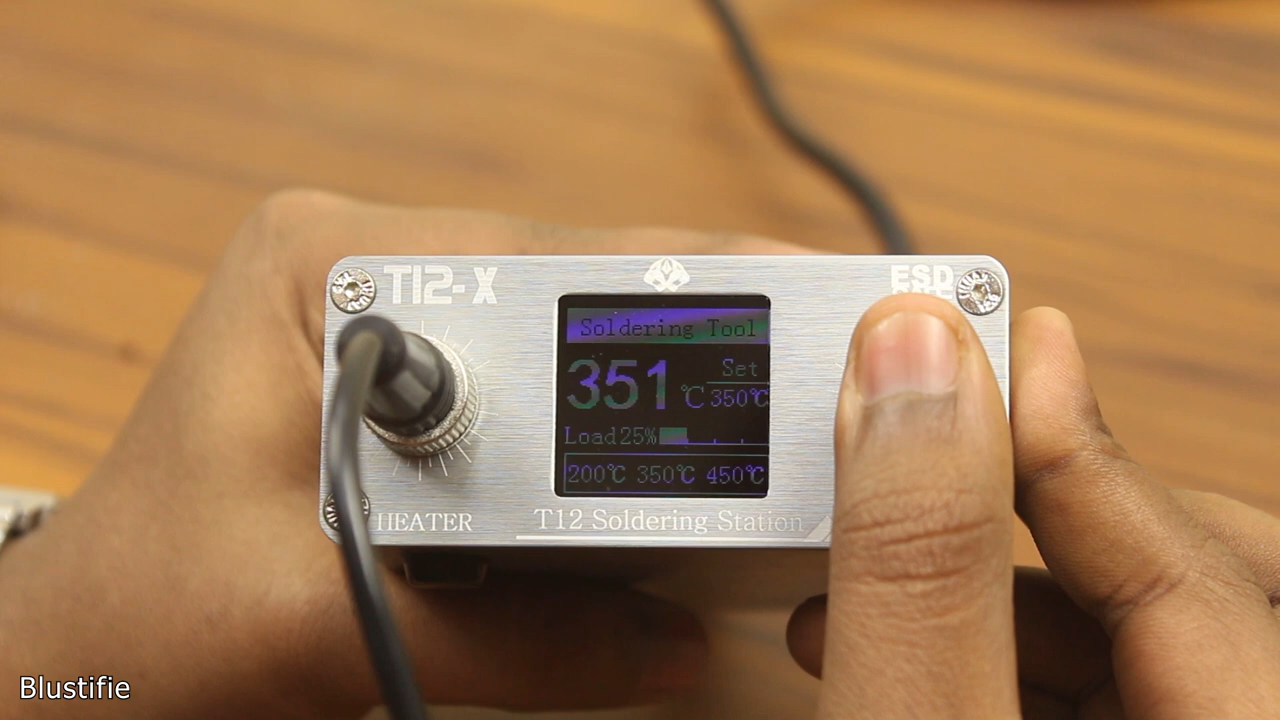 T12-X
ESD
Soldering Tool
351℃
Set
350℃
Load25%
200℃ 350℃ 450℃
HEATER
T12 Soldering Station
Blustifie